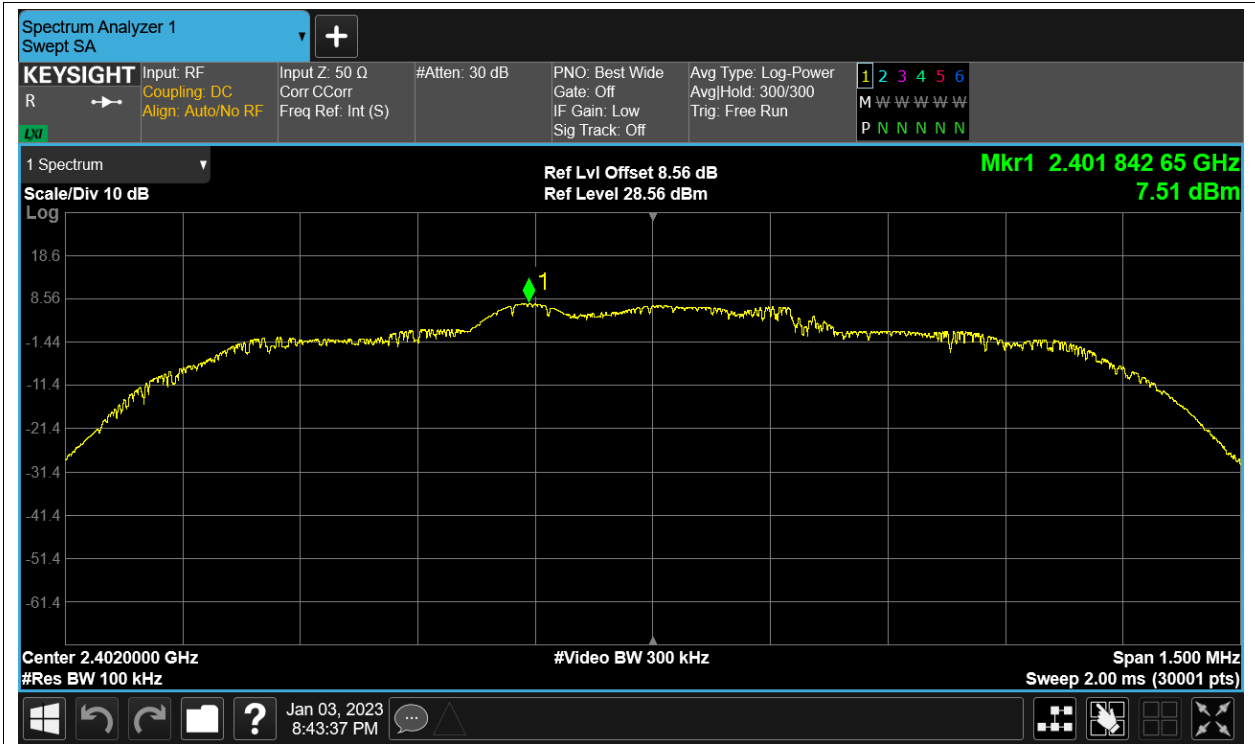 Spectrum Analyzer 1
Swept SA
KEYSIGHT
R
LXI
Input: RF
Coupling: DC
Align: Auto/No RF
Input Z: 50 Ω
Corr CCorr
Freq Ref: Int (S)
#Atten: 30 dB
PNO: Best Wide
Gate: Off
IF Gain: Low
Sig Track: Off
Avg Type: Log-Power
Avg|Hold: 300/300
Trig: Free Run
1 2 3 4 5 6
M W W W W W W
P N N N N N N
1 Spectrum
Scale/Div 10 dB
Log
Ref Lvl Offset 8.56 dB
Ref Level 28.56 dBm
Mkr1 2.401 842 65 GHz
7.51 dBm
18.6
8.56
1
-1.44
-11.4
-21.4
-31.4
-41.4
-51.4
-61.4
Center 2.4020000 GHz
#Res BW 100 kHz
#Video BW 300 kHz
Span 1.500 MHz
Sweep 2.00 ms (30001 pts)
?
Jan 03, 2023
8:43:37 PM